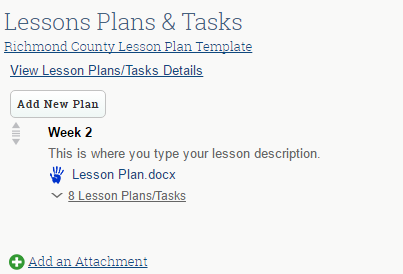 Lessons Plans & Tasks
Richmond County Lesson Plan Template
View Lesson Plans/Tasks Details
Add New Plan
Week 2
This is where you type your lesson description.
Lesson Plan.docx
8 Lesson Plans/Tasks
Add an Attachment